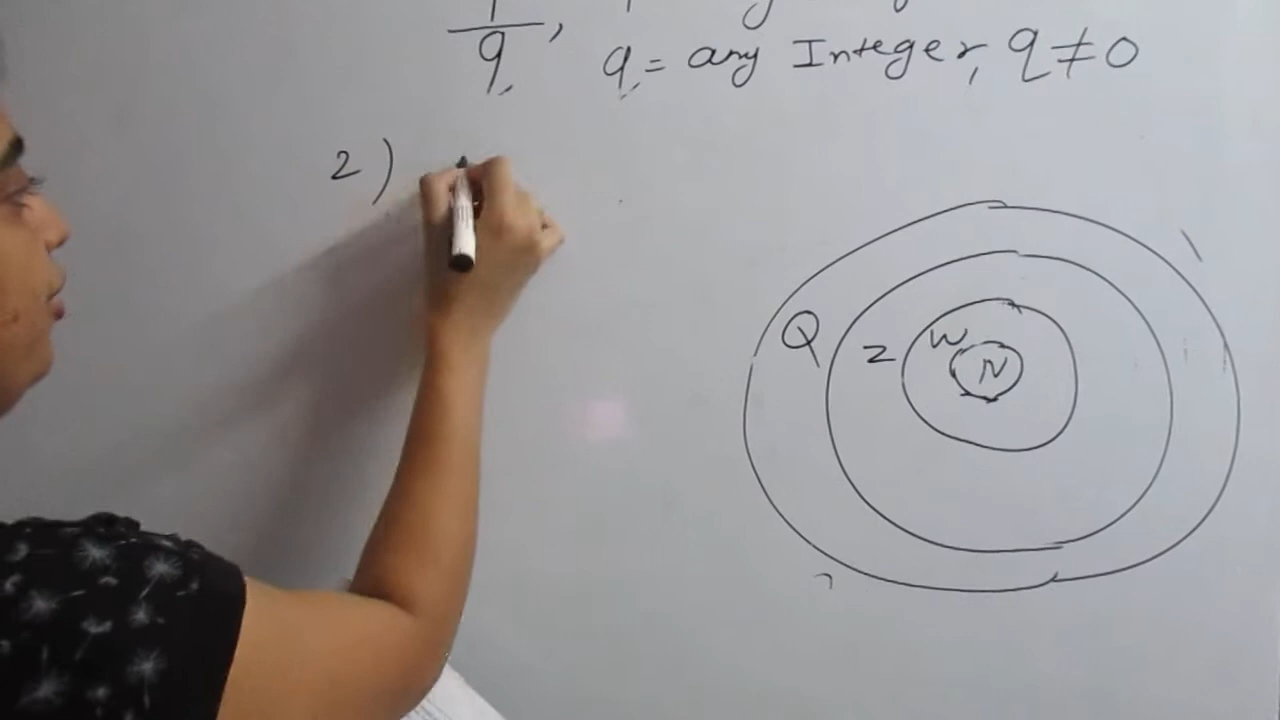 q, q = any Integer, q ≠ 0
2)
Q Z W N